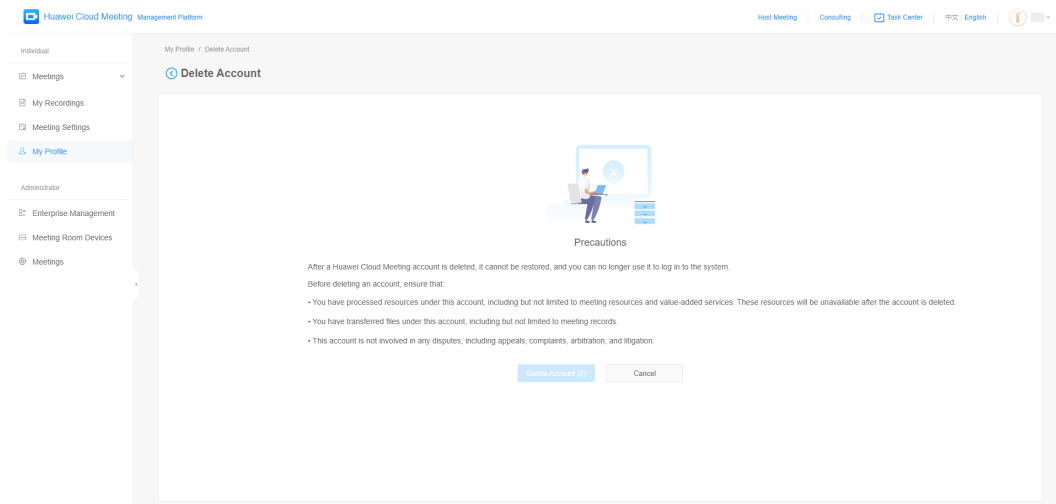 Huawei Cloud Meeting Management Platform
Host Meeting
Consulting
Task Center
中文 | English
Individual
Meetings
My Recordings
Meeting Settings
My Profile
Administrator
Enterprise Management
Meeting Room Devices
Meetings
My Profile / Delete Account
Delete Account
Precautions
After a Huawei Cloud Meeting account is deleted, it cannot be restored, and you can no longer use it to log in to the system.
Before deleting an account, ensure that:
• You have processed resources under this account, including but not limited to meeting resources and value-added services. These resources will be unavailable after the account is deleted.
• You have transferred files under this account, including but not limited to meeting records.
• This account is not involved in any disputes, including appeals, complaints, arbitration, and litigation.
Delete Account (6)
Cancel